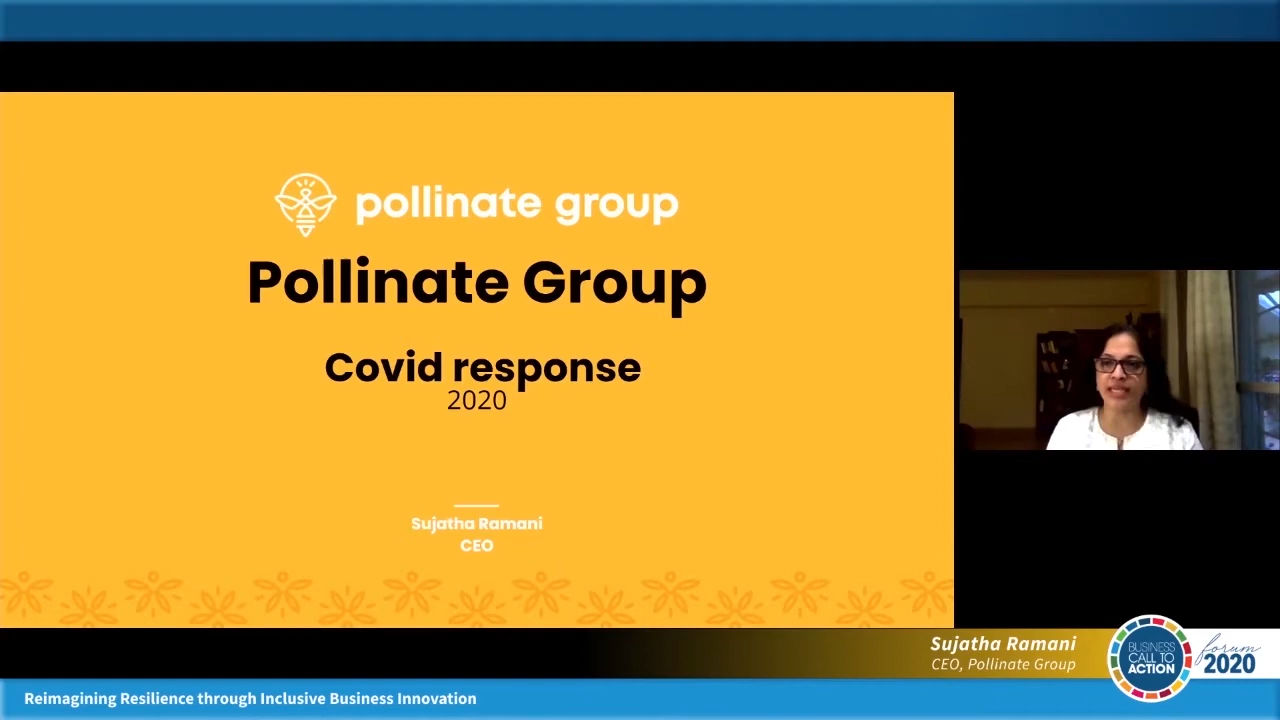 pollinate group
Pollinate Group
Covid response
2020
Sujatha Ramani
CEO
Sujatha Ramani
CEO, Pollinate Group
BUSINESS
CALL TO
ACTION
forum
2020
Reimagining Resilience through Inclusive Business Innovation